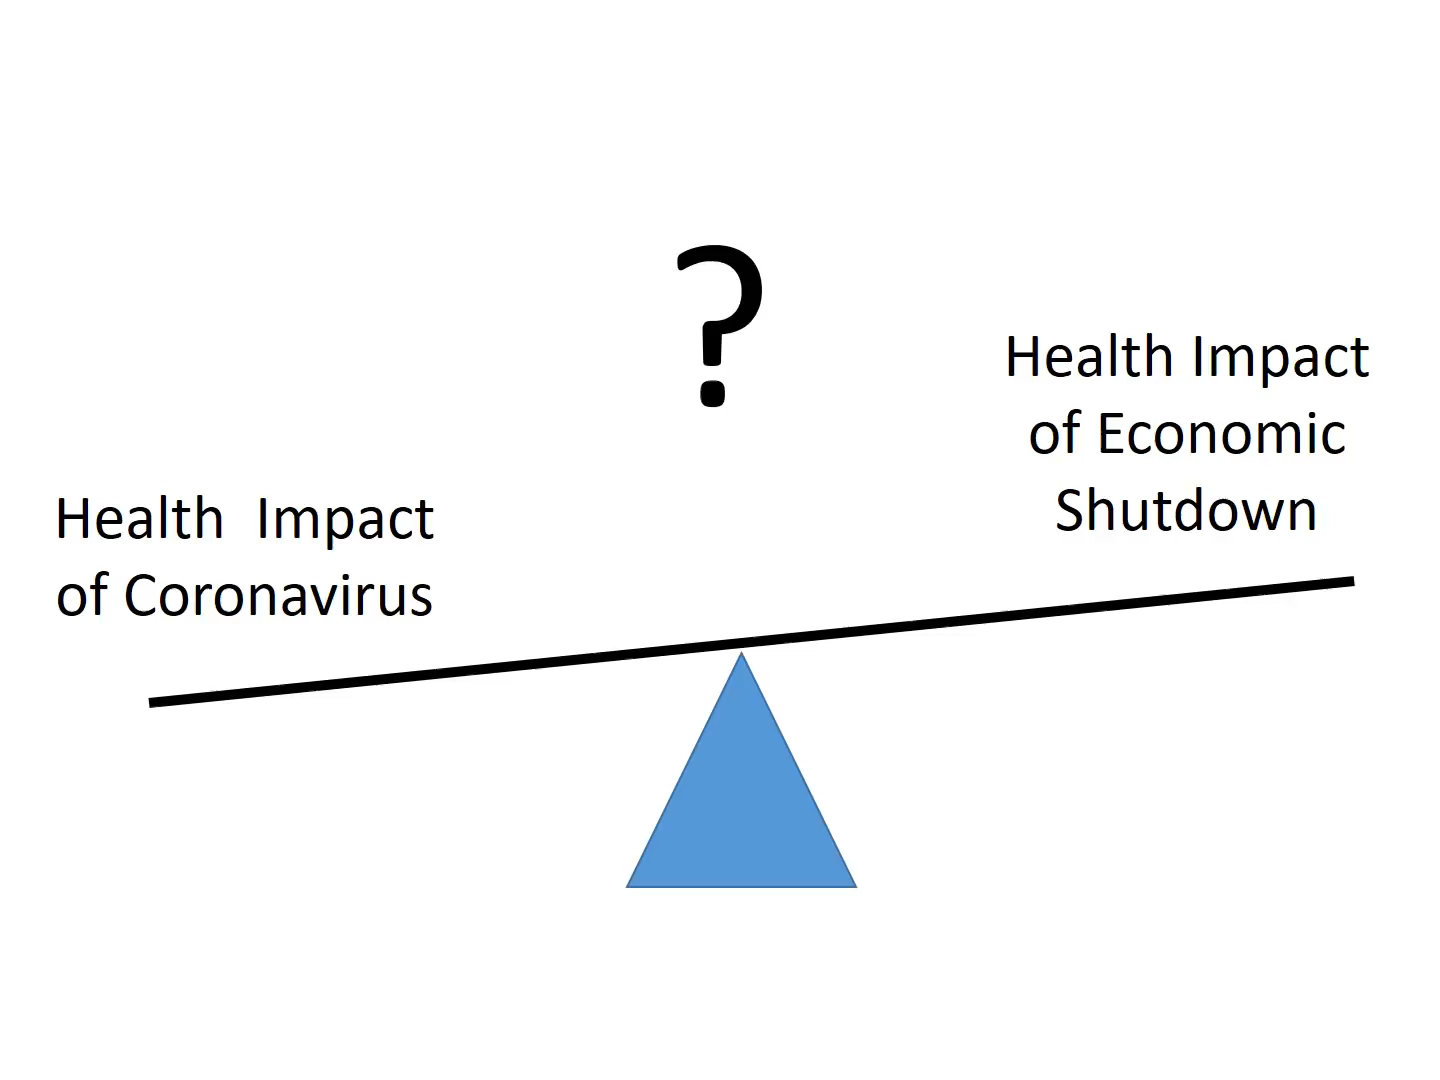 ?
Health Impact
of Coronavirus
Health Impact
of Economic
Shutdown